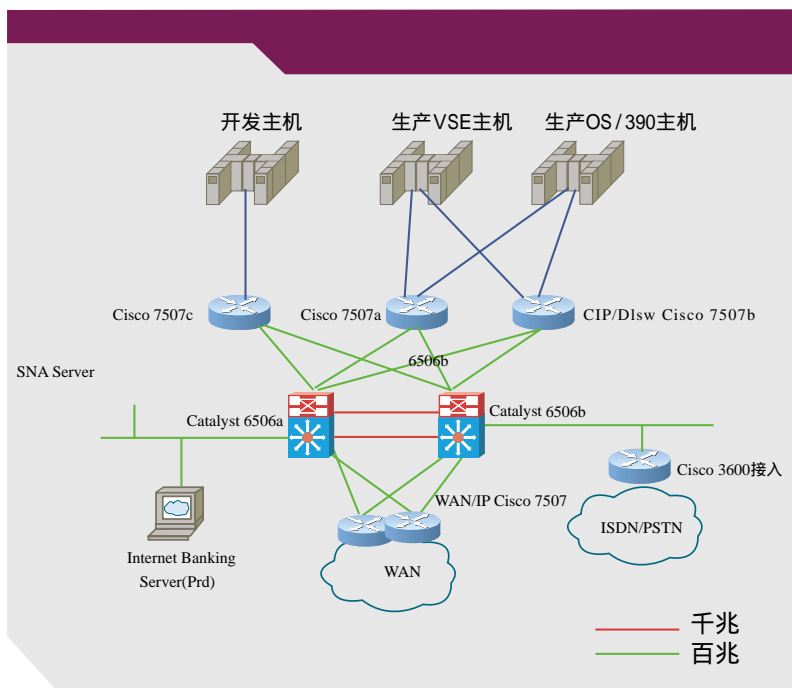 开发主机
生产VSE主机
生产OS/390主机
Cisco 7507c
Cisco 7507a
CIP/Dlsw Cisco 7507b
6506b
SNA Server
Catalyst 6506a
Catalyst 6506b
Cisco 3600接入
WAN/IP Cisco 7507
ISDN/PSTN
Internet Banking
Server(Prd)
WAN
千兆
百兆